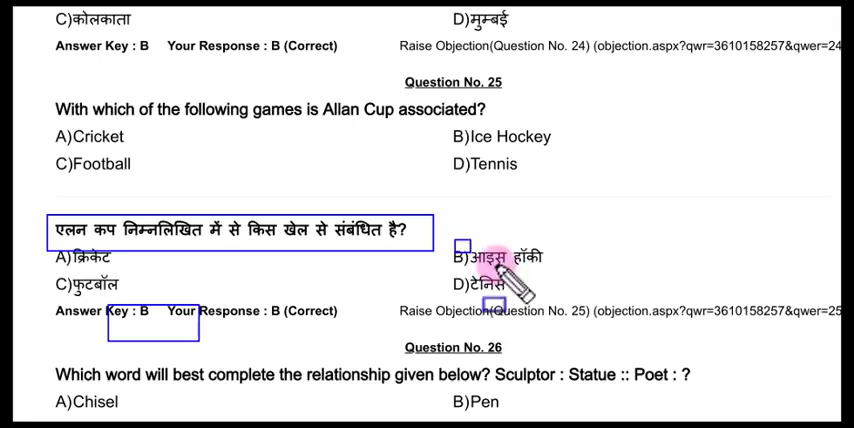 C)कोलकाता D)मुम्बई
Answer Key : B Your Response : B (Correct) Raise Objection(Question No. 24) (objection.aspx?qwr=3610158257&qwer=24
Question No. 25
With which of the following games is Allan Cup associated?
A)Cricket B)Ice Hockey
C)Football D)Tennis
एलन कप निम्नलिखित में से किस खेल से संबंधित है?
A)क्रिकेट B)आइस हॉकी
C)फुटबॉल D)टेनिस
Answer Key : B Your Response : B (Correct) Raise Objection(Question No. 25) (objection.aspx?qwr=3610158257&qwer=25
Question No. 26
Which word will best complete the relationship given below? Sculptor : Statue :: Poet : ?
A)Chisel B)Pen